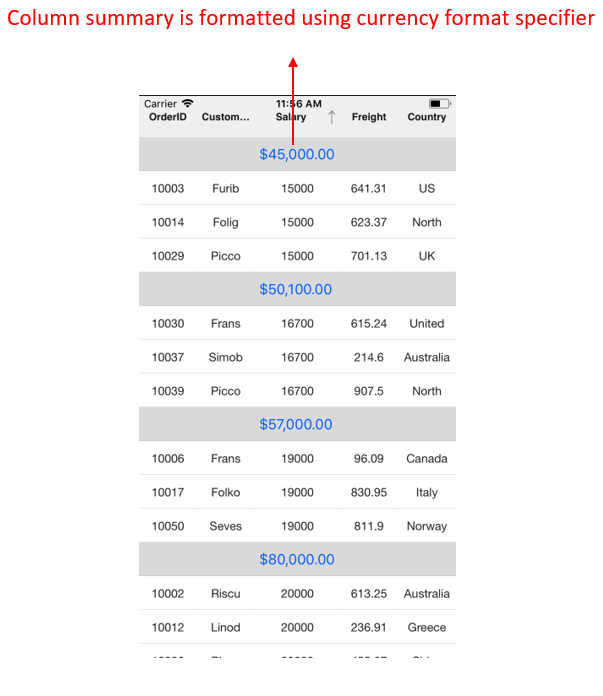 Column summary is formatted using currency format specifier
Carrier 11:56 AM
OrderID Custom... Salary Freight Country
$45,000.00
10003 Furib 15000 641.31 US
10014 Folig 15000 623.37 North
10029 Picco 15000 701.13 UK
$50,100.00
10030 Frans 16700 615.24 United
10037 Simob 16700 214.6 Australia
10039 Picco 16700 907.5 North
$57,000.00
10006 Frans 19000 96.09 Canada
10017 Folko 19000 830.95 Italy
10050 Seves 19000 811.9 Norway
$80,000.00
10002 Riscu 20000 613.25 Australia
10012 Linod 20000 236.91 Greece